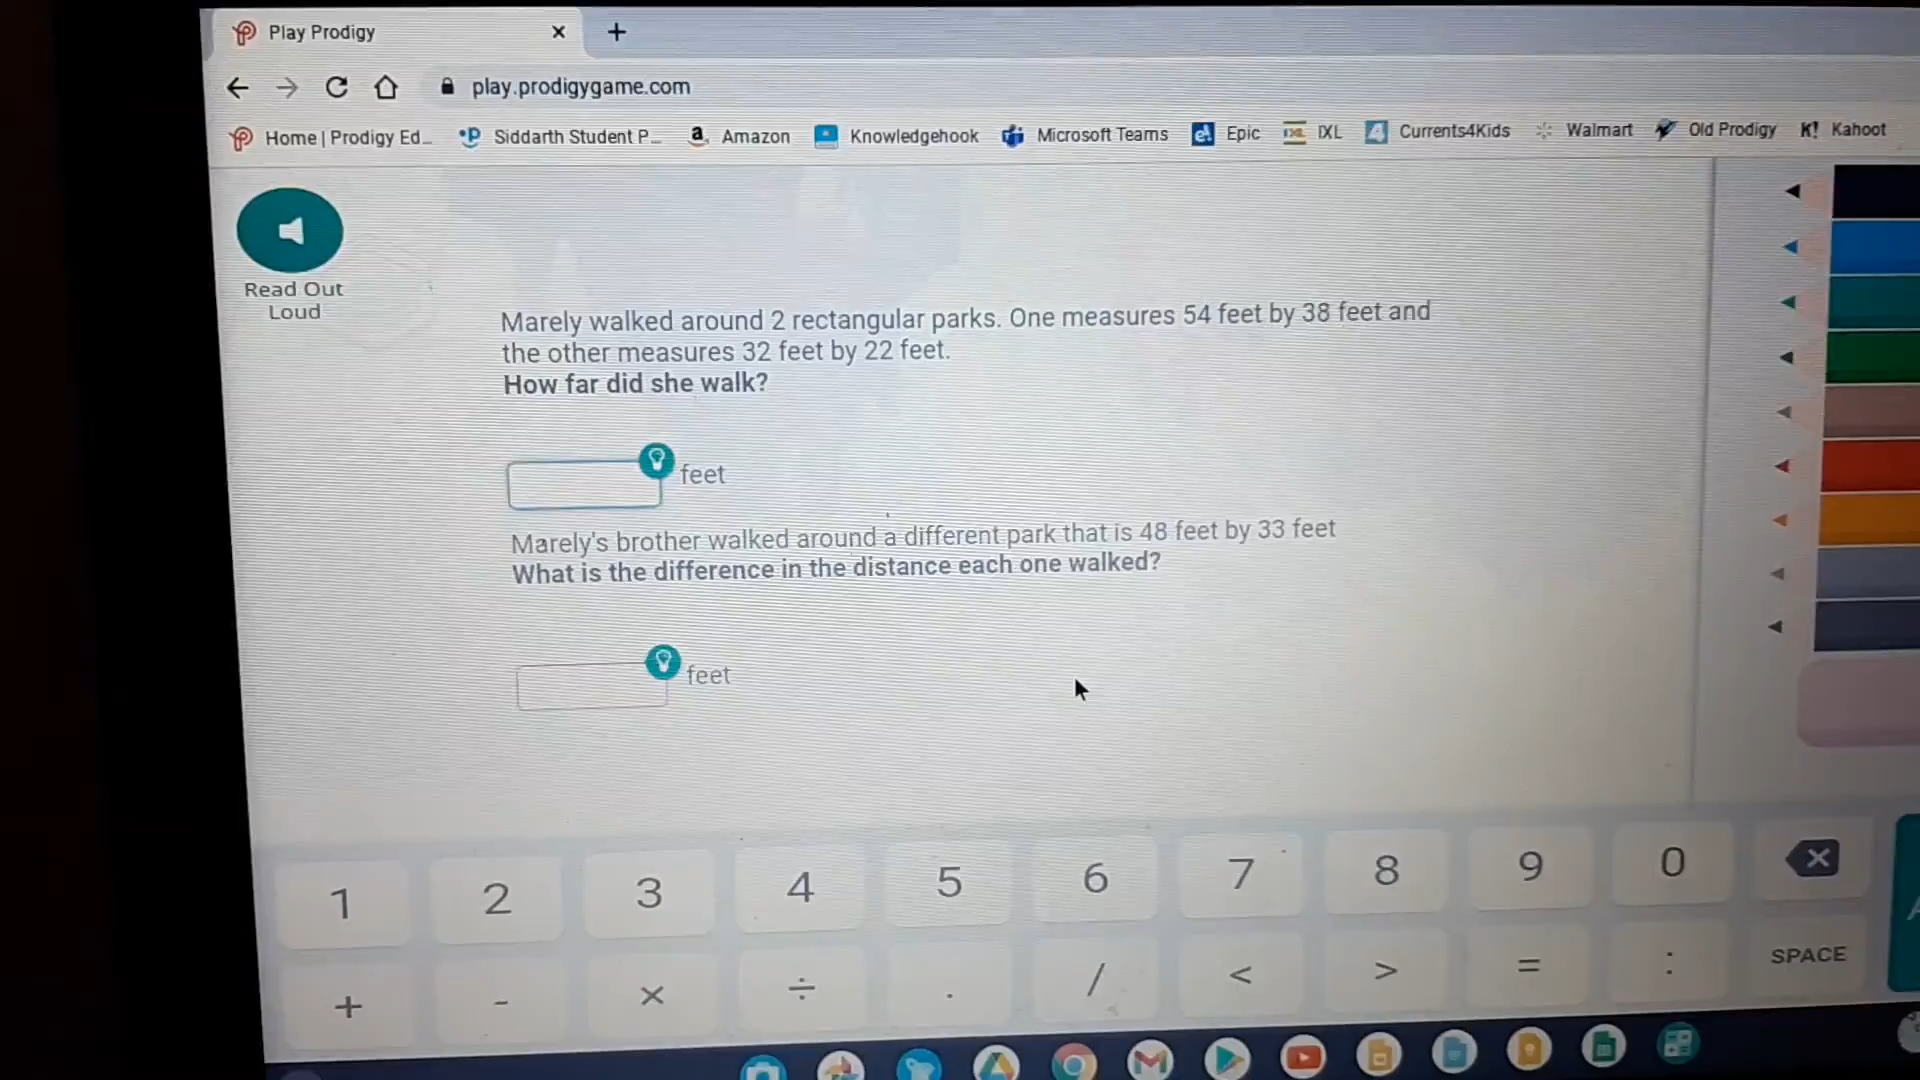 Play Prodigy
play.prodigygame.com
Home | Prodigy Ed... Siddarth Student P... Amazon Knowledgehook Microsoft Teams Epic IXL Currents4Kids Walmart Old Prodigy K! Kahoot
Read Out
Loud
Marely walked around 2 rectangular parks. One measures 54 feet by 38 feet and
the other measures 32 feet by 22 feet.
How far did she walk?
feet
Marely's brother walked around a different park that is 48 feet by 33 feet
What is the difference in the distance each one walked?
feet
1 2 3 4 5 6 7 8 9 0
+ - × ÷ . / < > = : SPACE